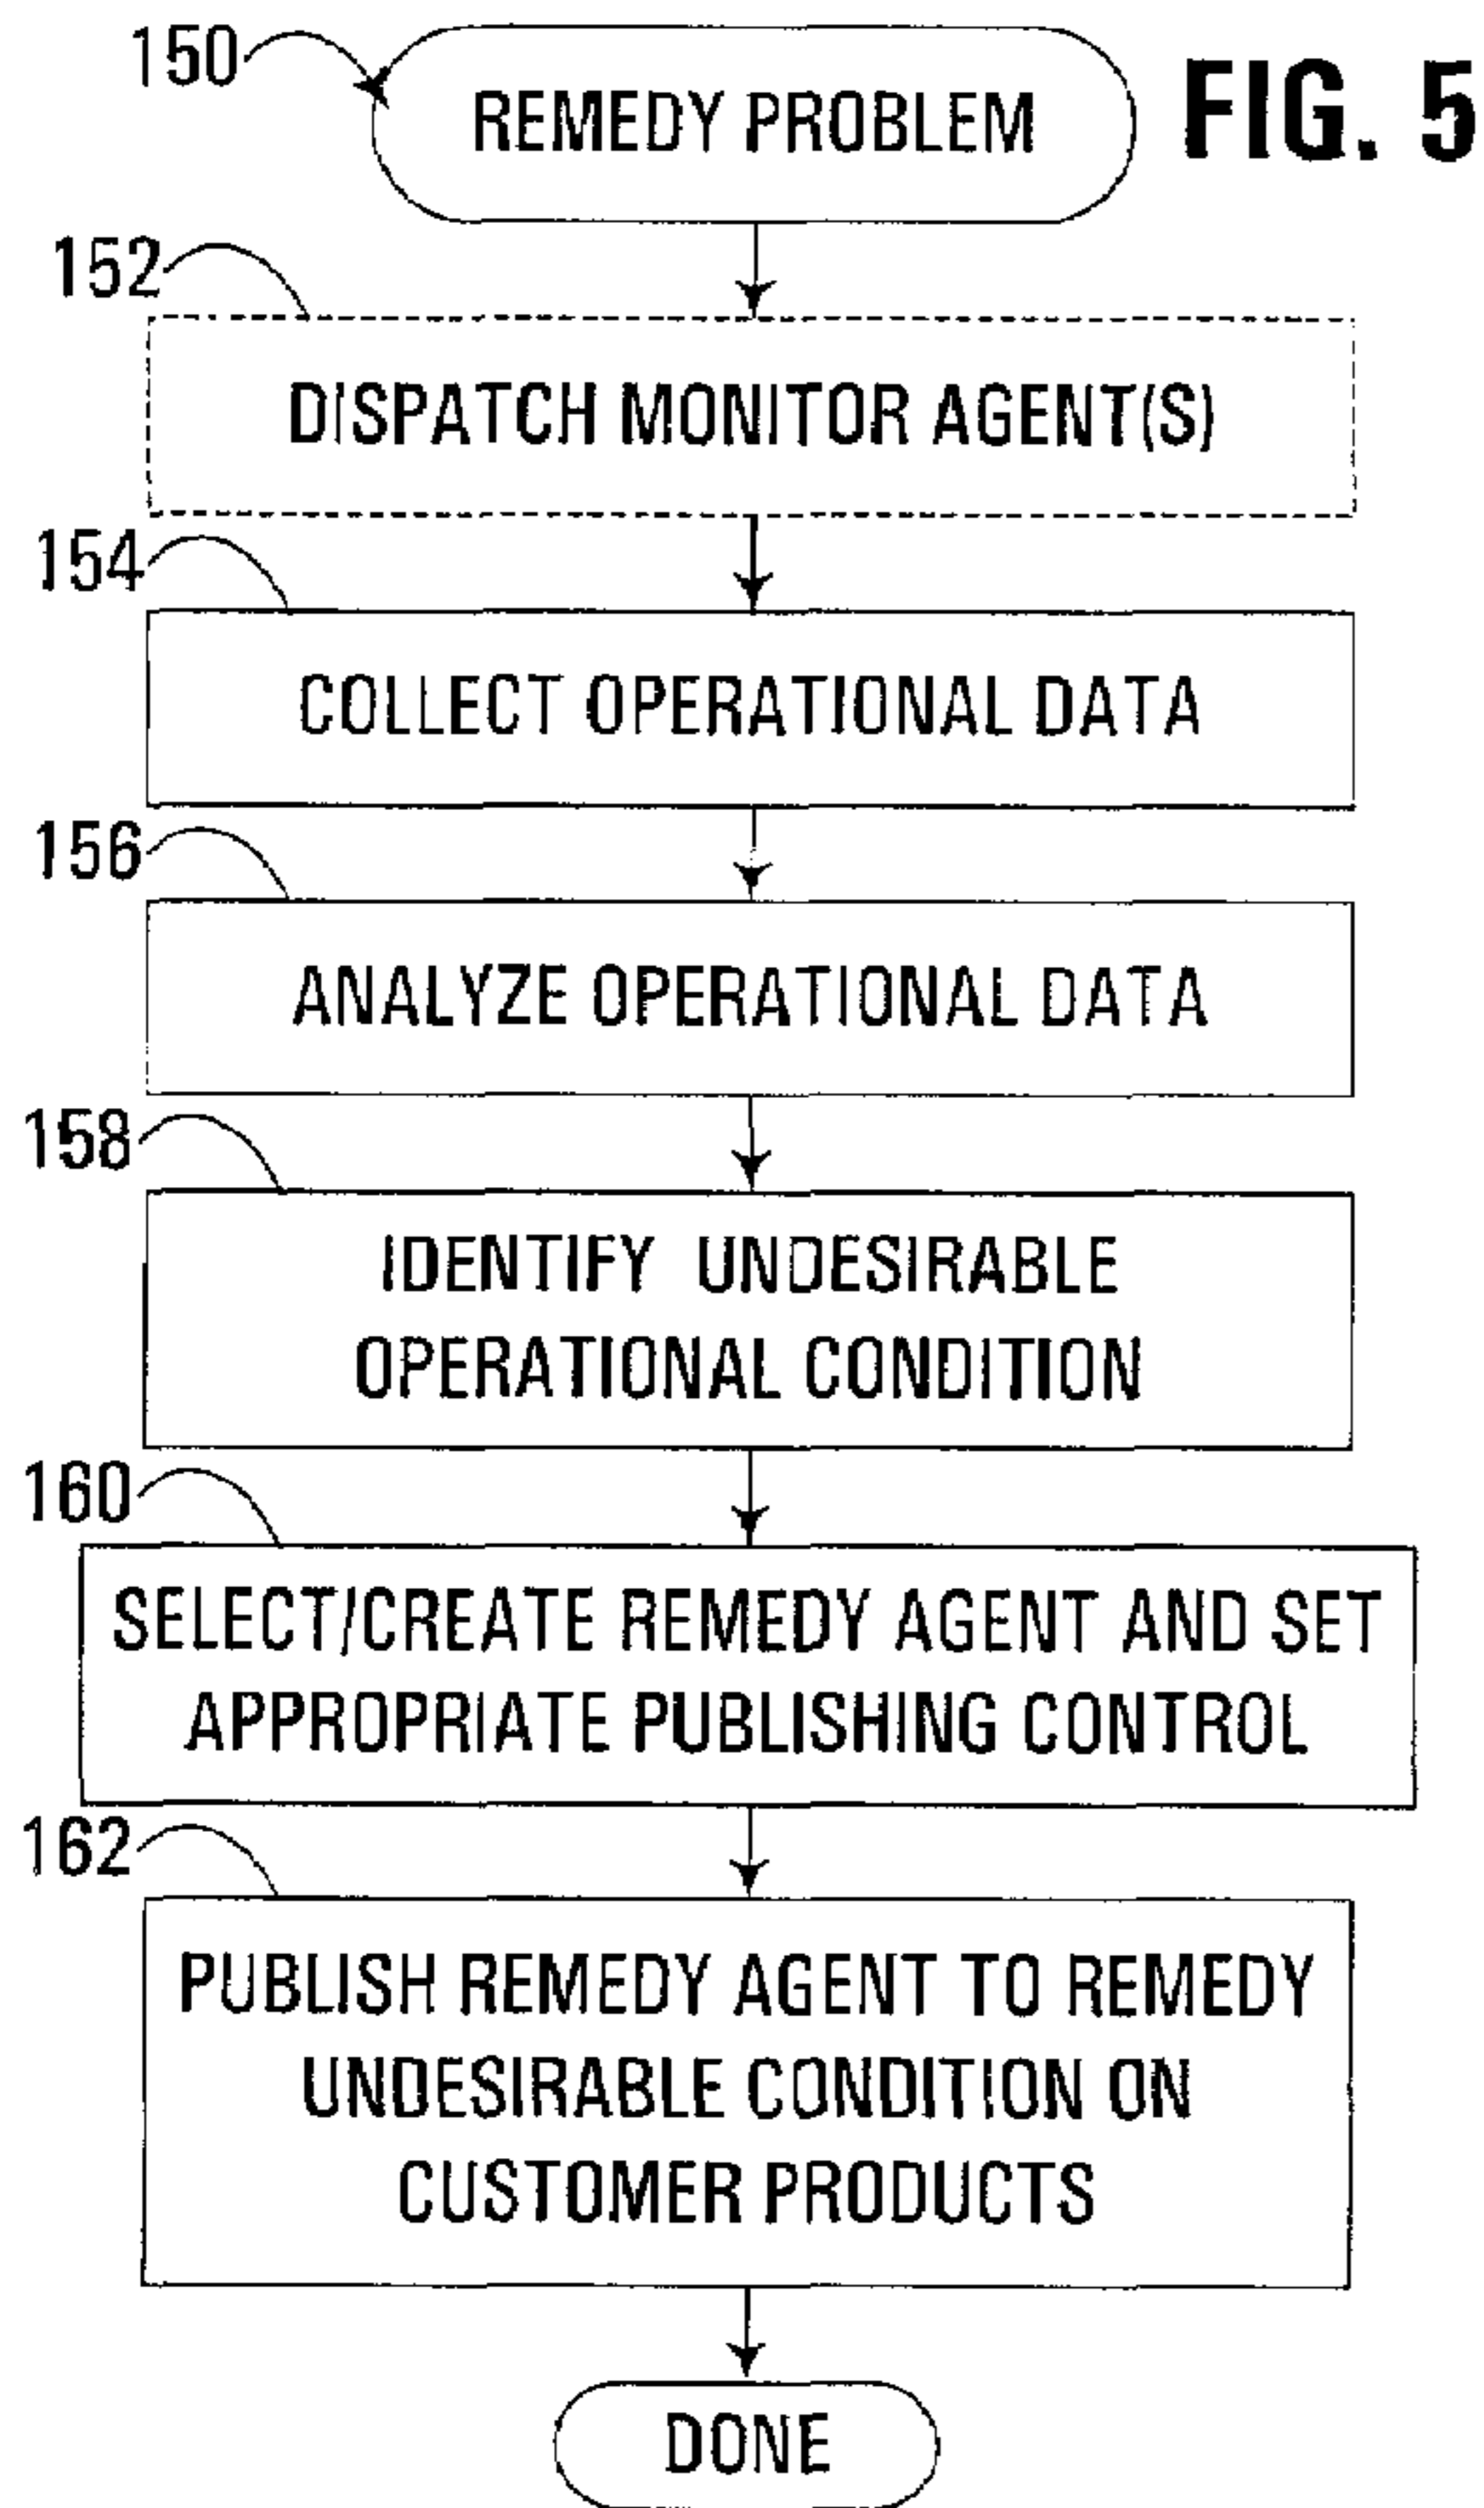 150
REMEDY PROBLEM
FIG. 5
152
DISPATCH MONITOR AGENT(S)
154
COLLECT OPERATIONAL DATA
156
ANALYZE OPERATIONAL DATA
158
IDENTIFY UNDESIRABLE
OPERATIONAL CONDITION
160
SELECT/CREATE REMEDY AGENT AND SET
APPROPRIATE PUBLISHING CONTROL
162
PUBLISH REMEDY AGENT TO REMEDY
UNDESIRABLE CONDITION ON
CUSTOMER PRODUCTS
DONE